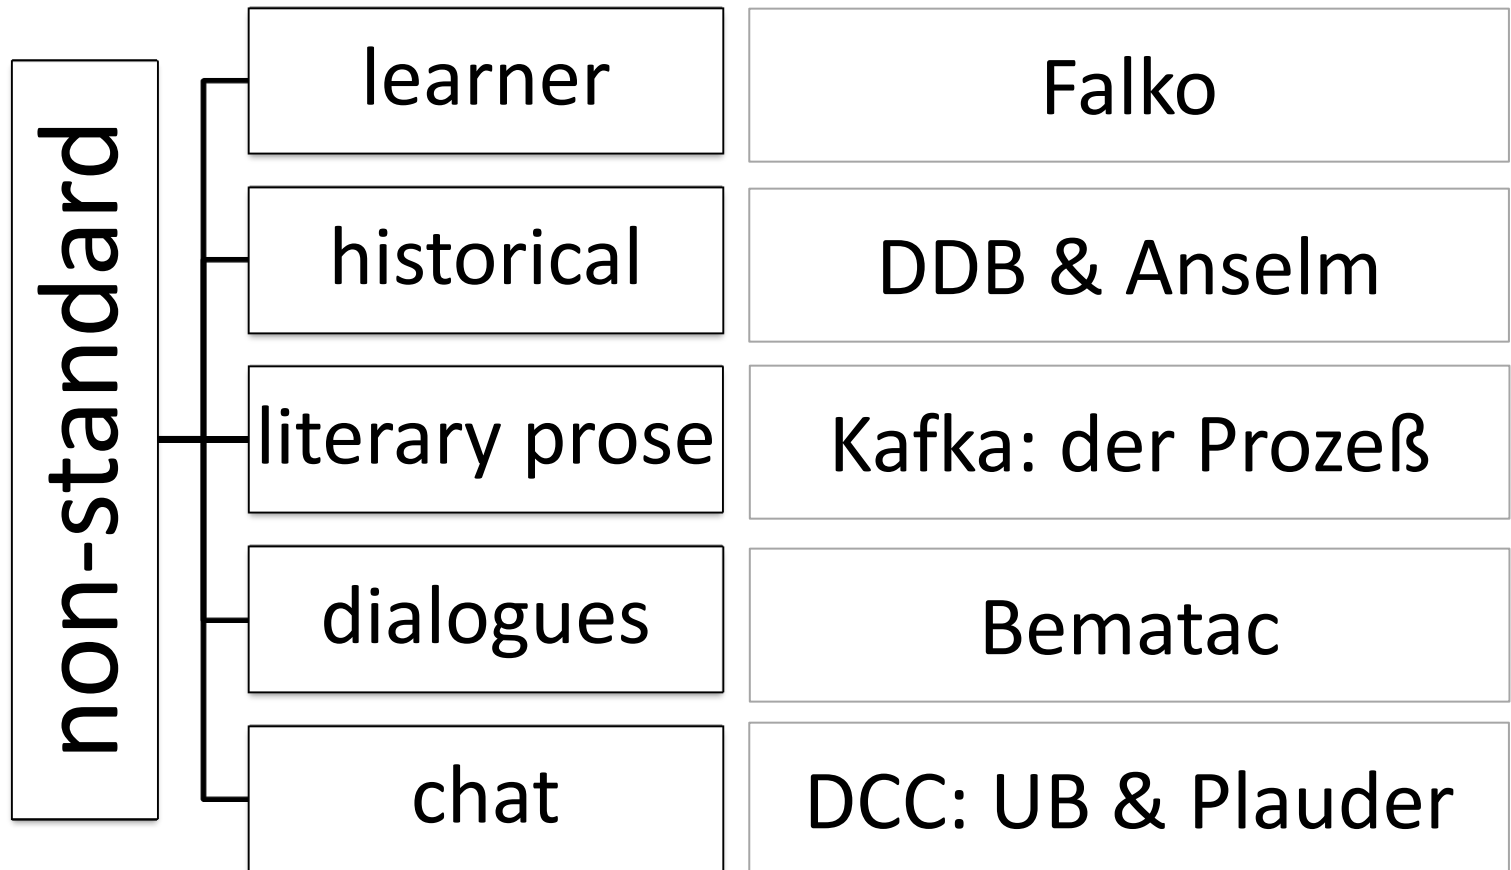 non-standard
learner
Falko
historical
DDB & Anselm
literary prose
Kafka: der Prozeß
dialogues
Bematac
chat
DCC: UB & Plauder